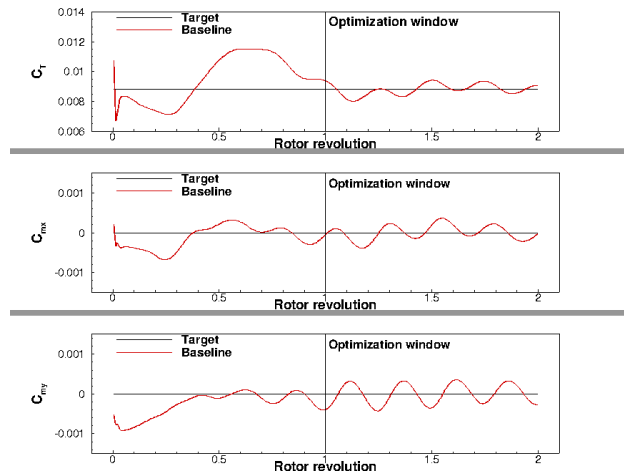 0.014
Target
Baseline
Optimization window
0.012
C_T
0.01
0.008
0.006
0
0.5
1
1.5
2
Rotor revolution
Target
Baseline
Optimization window
0.001
C_mx
0
-0.001
0
0.5
1
1.5
2
Rotor revolution
Target
Baseline
Optimization window
0.001
C_my
0
-0.001
0
0.5
1
1.5
2
Rotor revolution